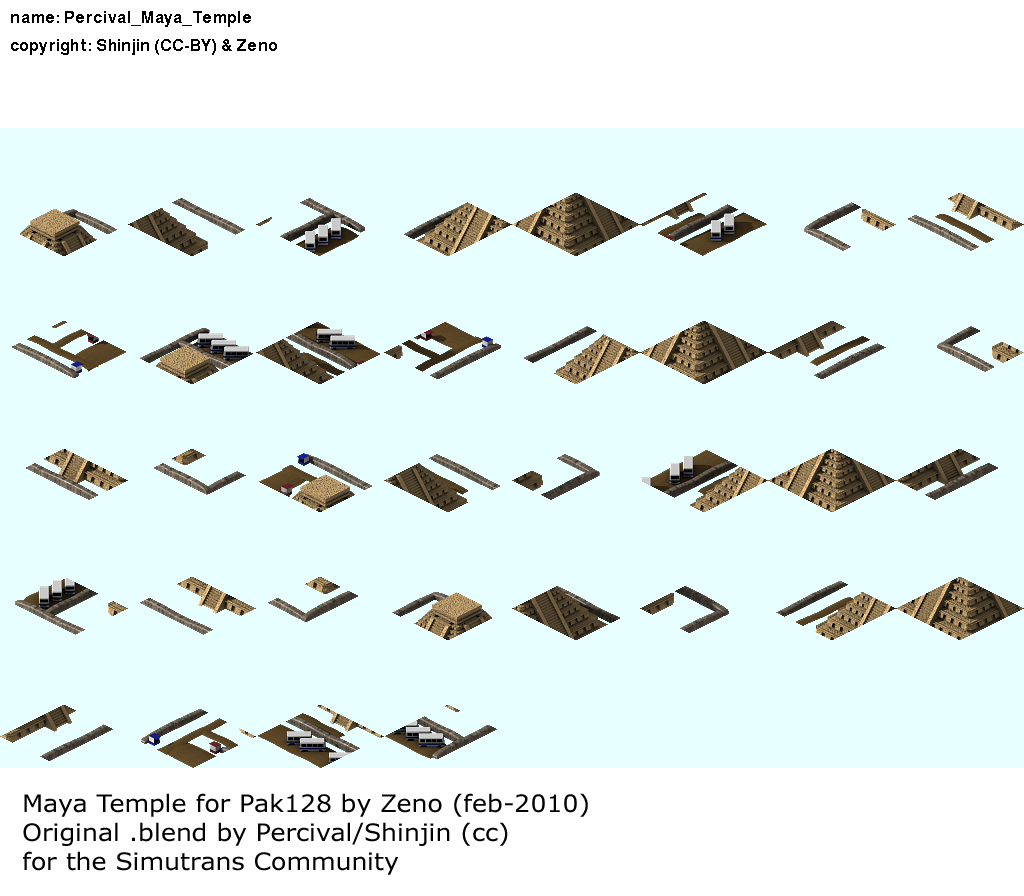 name: Percival_Maya_Temple
copyright: Shinjin (CC-BY) & Zeno
Maya Temple for Pak128 by Zeno (feb-2010)
Original .blend by Percival/Shinjin (cc)
for the Simutrans Community